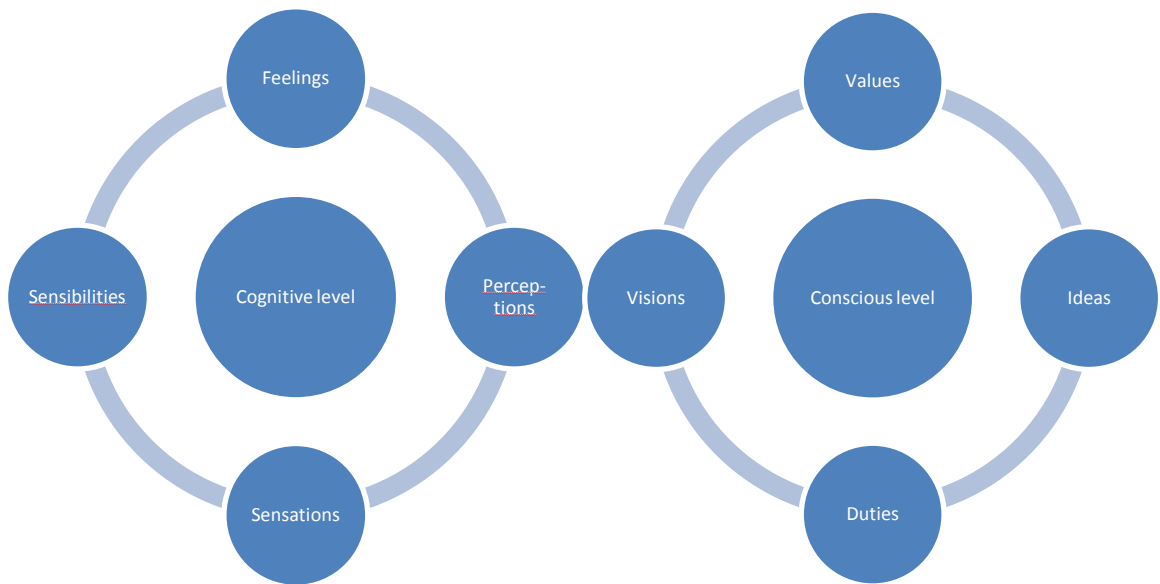 Feelings
Values
Sensibilities
Cognitive level
Percep-
tions
Visions
Conscious level
Ideas
Sensations
Duties